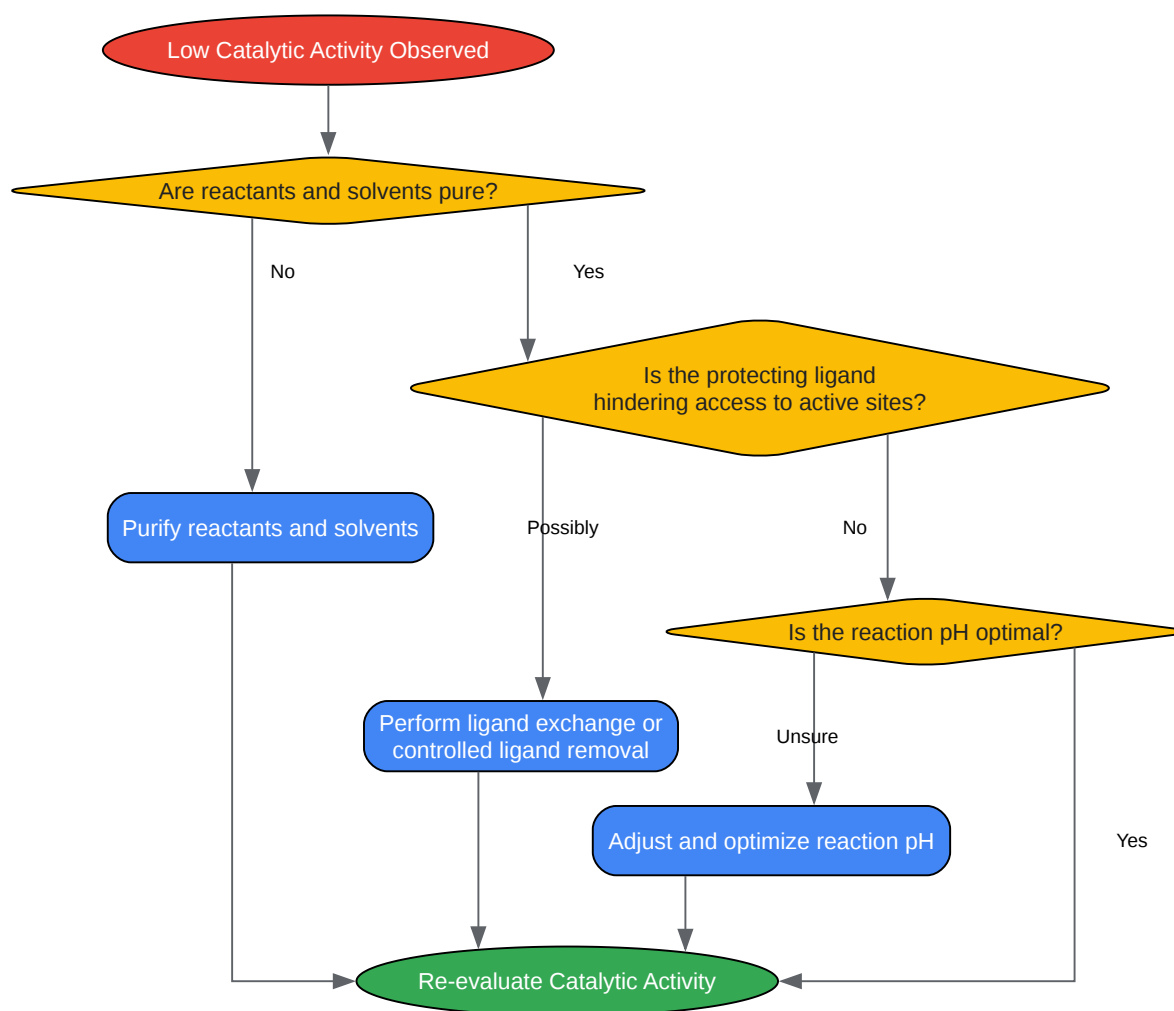 Low Catalytic Activity Observed
Are reactants and solvents pure?
No
Yes
Is the protecting ligand
hindering access to active sites?
Purify reactants and solvents
Possibly
No
Is the reaction pH optimal?
Perform ligand exchange or
controlled ligand removal
Unsure
Adjust and optimize reaction pH
Yes
Re-evaluate Catalytic Activity